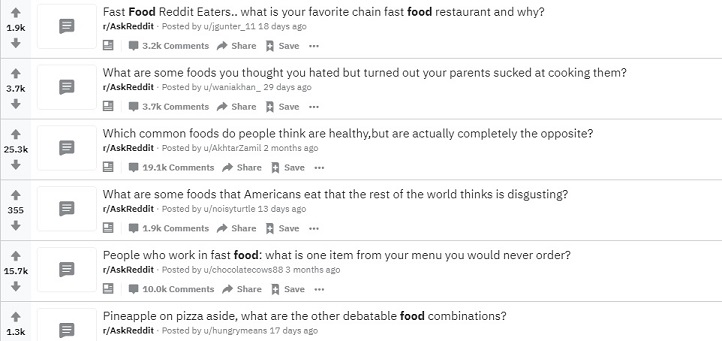 Fast Food Reddit Eaters.. what is your favorite chain fast food restaurant and why?
1.9k
r/AskReddit · Posted by u/jgunter_11 18 days ago
3.2k Comments Share Save ...
What are some foods you thought you hated but turned out your parents sucked at cooking them?
3.7k
r/AskReddit · Posted by u/waniakhan_ 29 days ago
3.7k Comments Share Save ...
Which common foods do people think are healthy,but are actually completely the opposite?
25.3k
r/AskReddit · Posted by u/AkhtarZamil 2 months ago
19.1k Comments Share Save ...
What are some foods that Americans eat that the rest of the world thinks is disgusting?
355
r/AskReddit · Posted by u/noisyturtle 13 days ago
1.9k Comments Share Save ...
People who work in fast food: what is one item from your menu you would never order?
15.7k
r/AskReddit · Posted by u/chocolatecows88 3 months ago
10.0k Comments Share Save ...
Pineapple on pizza aside, what are the other debatable food combinations?
1.3k
r/AskReddit · Posted by u/hungrymeans 17 days ago